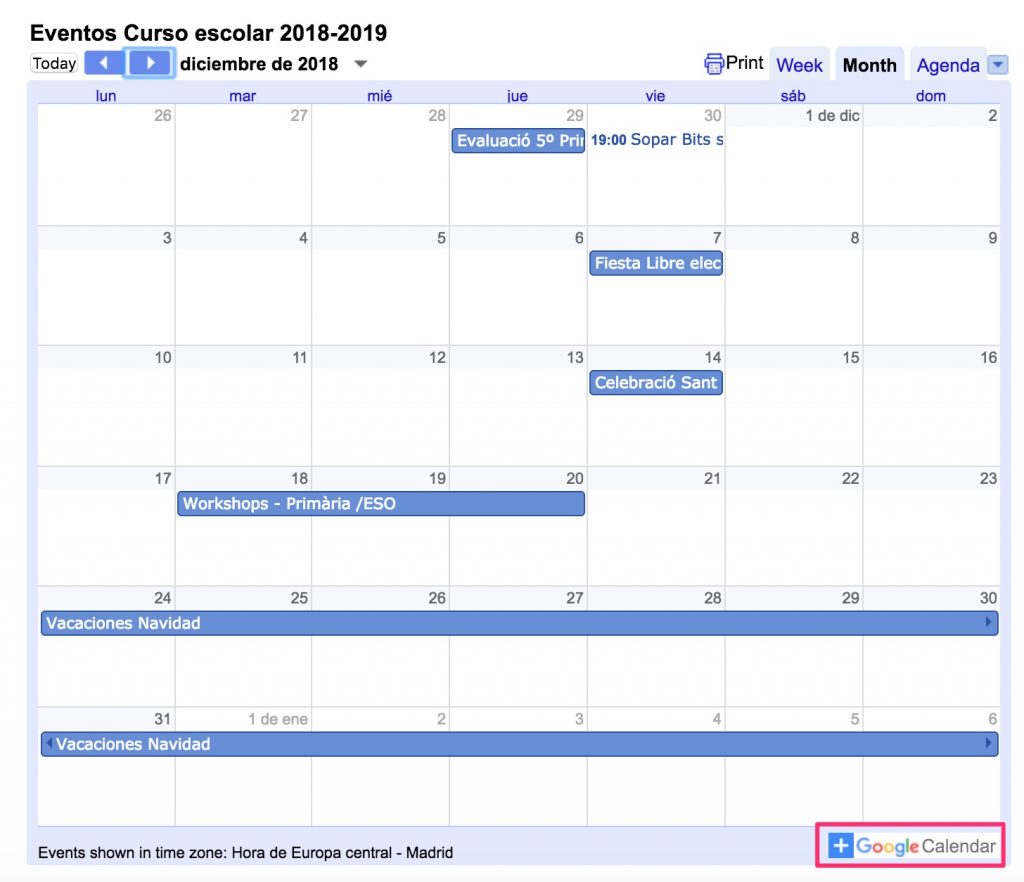 Eventos Curso escolar 2018-2019
Today diciembre de 2018 Print Week Month Agenda
lun mar mié jue vie sáb dom
26 27 28 29 30 1 de dic 2
Evaluació 5º 19:00 Sopar Bits
3 4 5 6 7 8 9
Fiesta Libre
10 11 12 13 14 15 16
Celebració Sant
17 18 19 20 21 22 23
Workshops - Primària /ESO
24 25 26 27 28 29 30
Vacaciones Navidad
31 1 de ene 2 3 4 5 6
Vacaciones Navidad
Events shown in time zone: Hora de Europa central - Madrid
+ Google Calendar